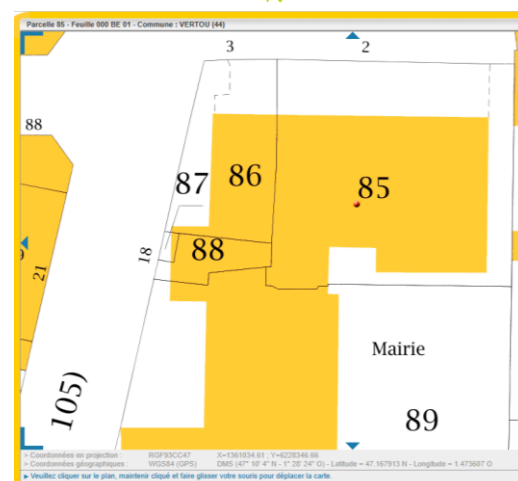 Parcelle 85 - Feuille 000 BE 01 - Commune : VERTOU (44)
3
2
88
87
86
85
18
88
21
105)
Mairie
89
> Coordonnées en projection : RGF93CC47 X=1361034.61 ; Y=6228346.66
> Coordonnées géographiques : WGS84 (GPS) DMS (47° 10' 4" N - 1° 28' 24" O) - Latitude = 47.167913 N - Longitude = 1.473607 O
► Veuillez cliquer sur le plan, maintenir cliqué et faire glisser votre souris pour déplacer la carte.